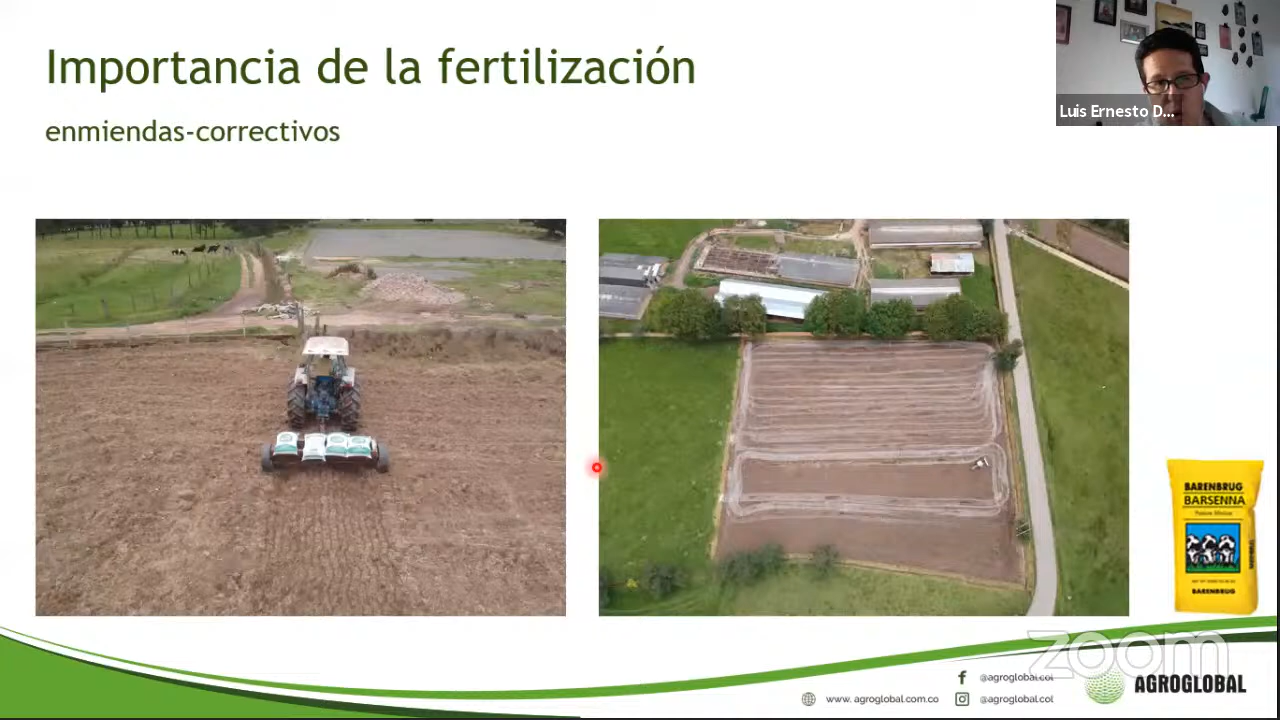 Importancia de la fertilización
enmiendas-correctivos
Luis Ernesto D...
BARENBRUG
BARSENNA
BARENBRUG
zoom
@agroglobal.col
www. agroglobal.com.co
@agroglobal.col
AGROGLOBAL